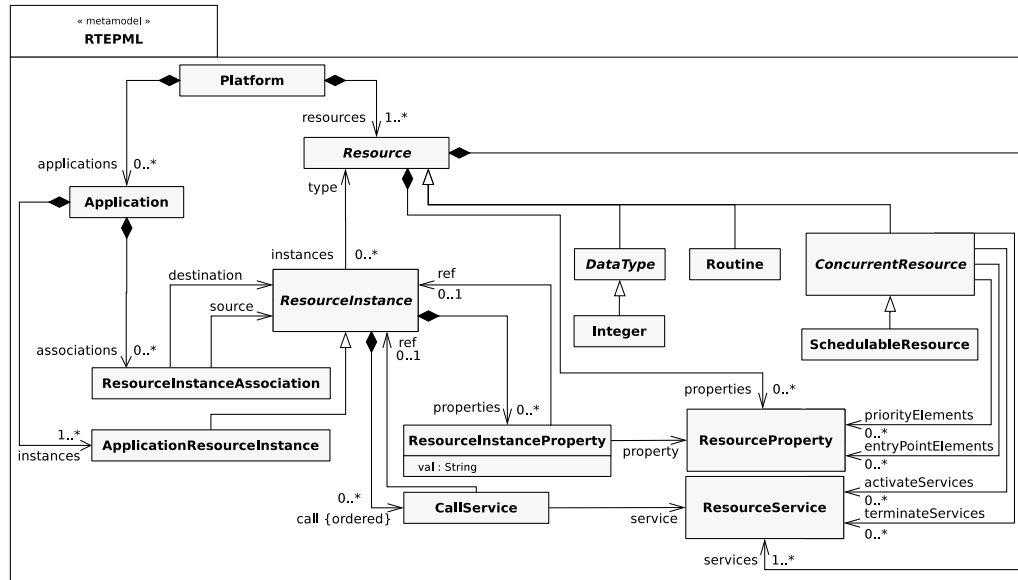 « metamodel »
RTEPML
Platform
resources 1..*
Resource
applications 0..*
type
Application
instances 0..*
destination
ResourceInstance
ref
0..1
source
DataType
Routine
ConcurrentResource
Integer
SchedulableResource
associations 0..*
ref
0..1
ResourceInstanceAssociation
properties 0..*
properties 0..*
priorityElements
0..*
1..*
instances
ApplicationResourceInstance
ResourceInstanceProperty
val : String
property
ResourceProperty
entryPointElements
0..*
activateServices
0..*
0..*
call {ordered}
CallService
service
ResourceService
terminateServices
0..*
services 1..*